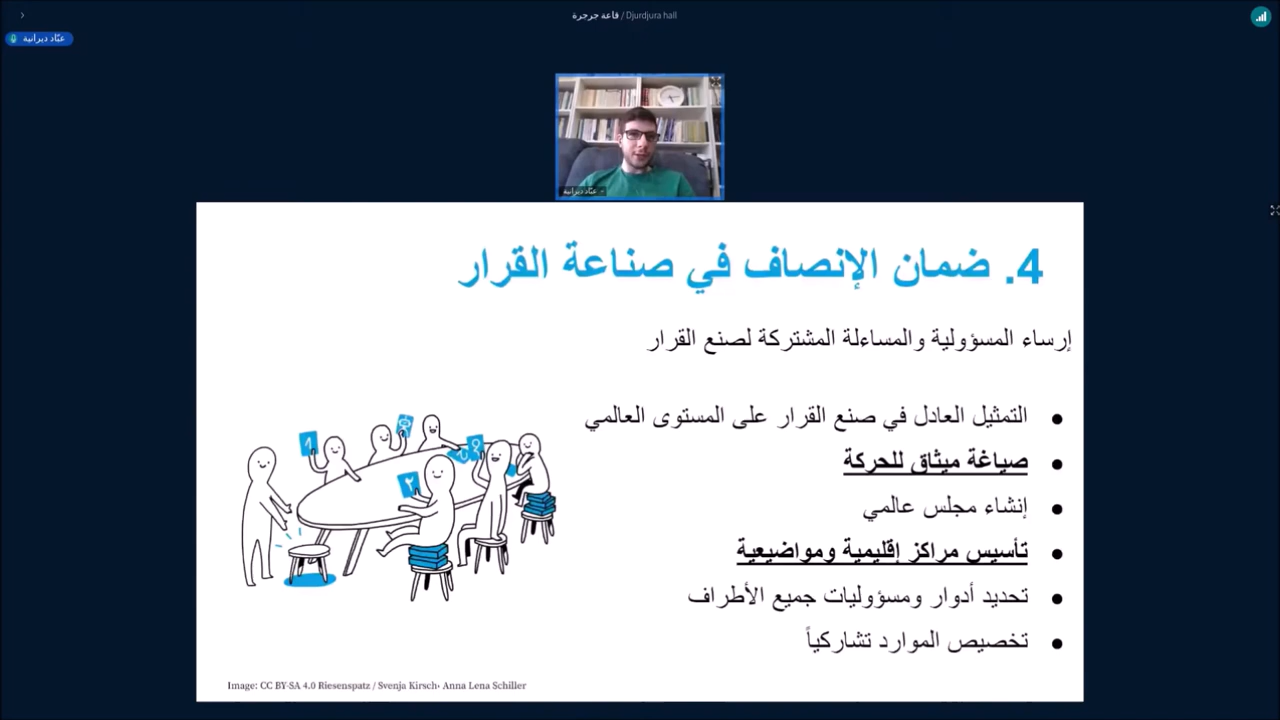 قاعة جرجرة / Djurdjura hall
عبّاد ديرانية
عبّاد ديرانية
4. ضمان الإنصاف في صناعة القرار
إرساء المسؤولية والمساءلة المشتركة لصنع القرار
● التمثيل العادل في صنع القرار على المستوى العالمي
● صياغة ميثاق للحركة
● إنشاء مجلس عالمي
● تأسيس مراكز إقليمية ومواضيعية
● تحديد أدوار ومسؤوليات جميع الأطراف
● تخصيص الموارد تشاركياً
Image: CC BY-SA 4.0 Riesenspatz / Svenja Kirsch، Anna Lena Schiller